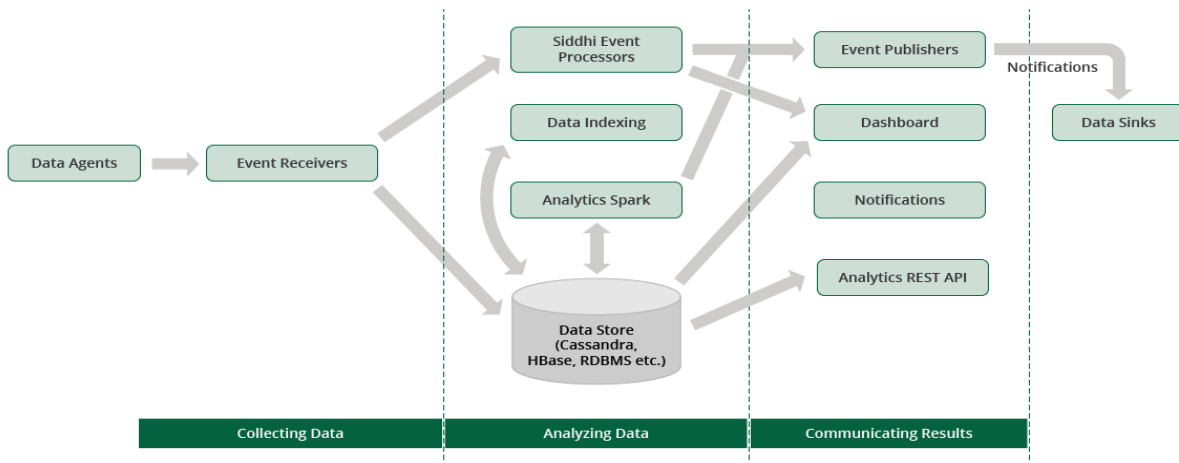 Siddhi Event
Processors
Event Publishers
Notifications
Data Indexing
Dashboard
Data Sinks
Data Agents
Event Receivers
Analytics Spark
Notifications
Analytics REST API
Data Store
(Cassandra,
HBase, RDBMS etc.)
Collecting Data
Analyzing Data
Communicating Results